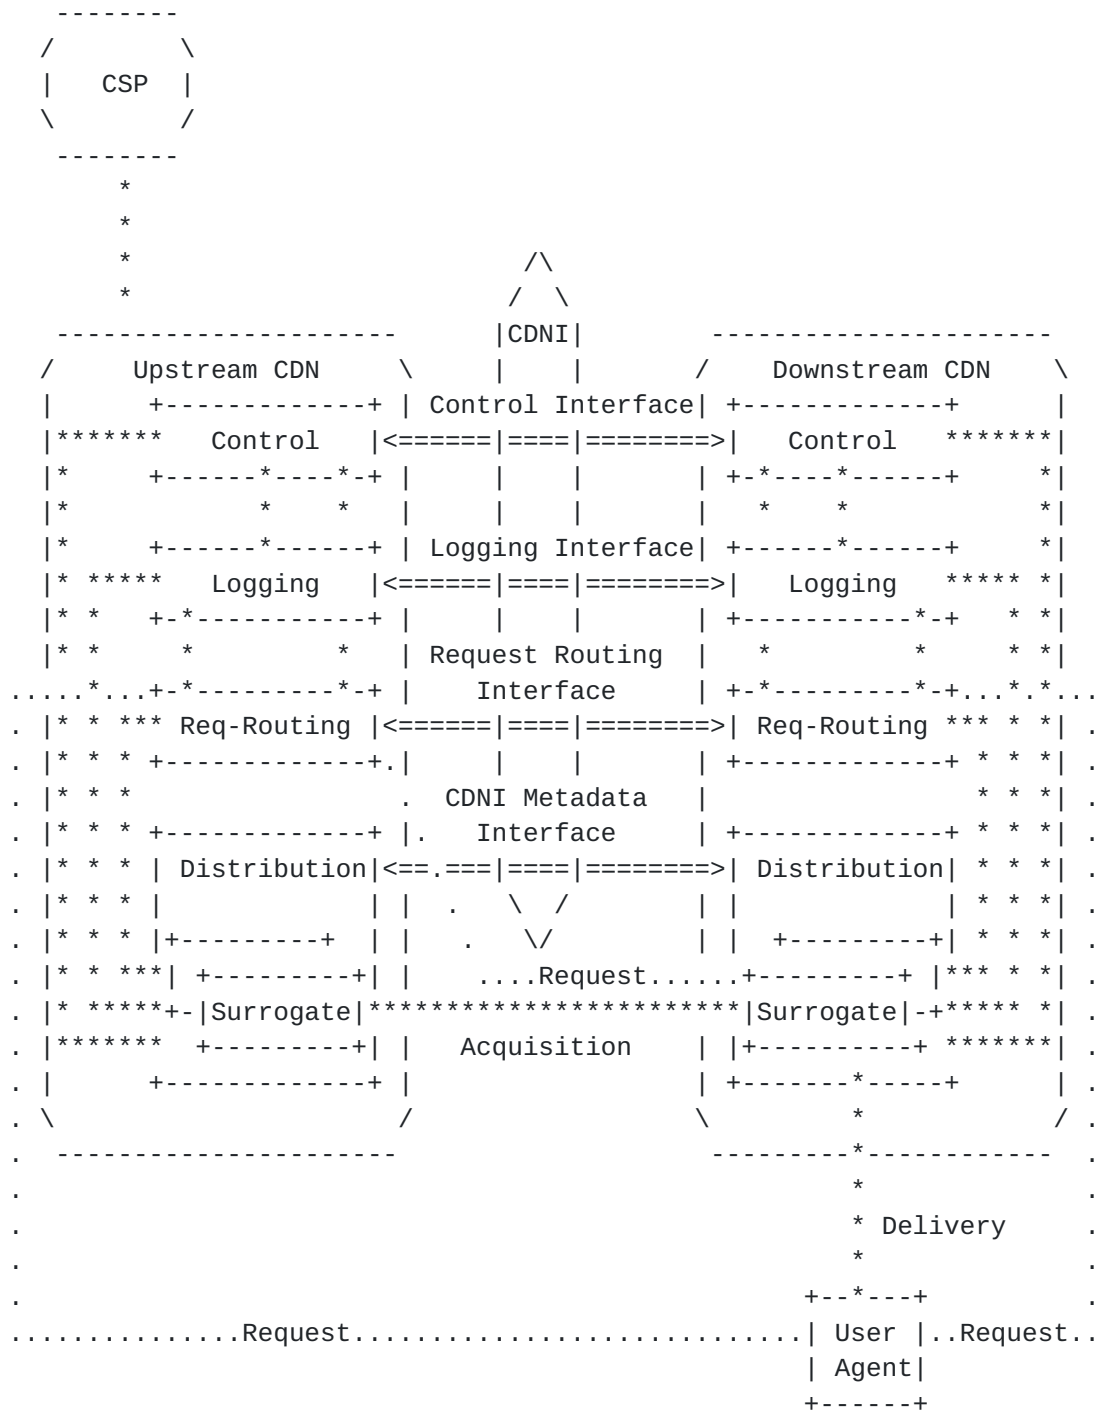 CSP
CDNI
Upstream CDN Downstream CDN
Control Interface
Control Control
Logging Interface
Logging Logging
Request Routing
Interface
Req-Routing Req-Routing
CDNI Metadata
Interface
Distribution Distribution
Request
Surrogate Surrogate
Acquisition
Delivery
Request User Request
Agent